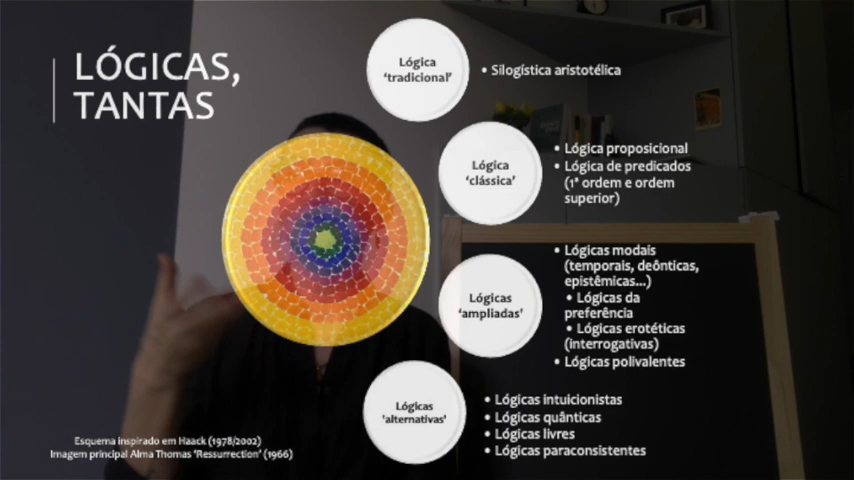 LÓGICAS,
TANTAS
Lógica
‘tradicional’
• Silogística aristotélica
Lógica
‘clássica’
• Lógica proposicional
• Lógica de predicados
(1ª ordem e ordem
superior)
Lógicas
‘ampliadas’
• Lógicas modais
(temporais, deônticas,
epistêmicas...)
• Lógicas da
preferência
• Lógicas erotéticas
(interrogativas)
• Lógicas polivalentes
Lógicas
‘alternativas’
• Lógicas intuicionistas
• Lógicas quânticas
• Lógicas livres
• Lógicas paraconsistentes
Esquema inspirado em Haack (1978/2002)
Imagem principal Alma Thomas ‘Ressurrection’ (1966)